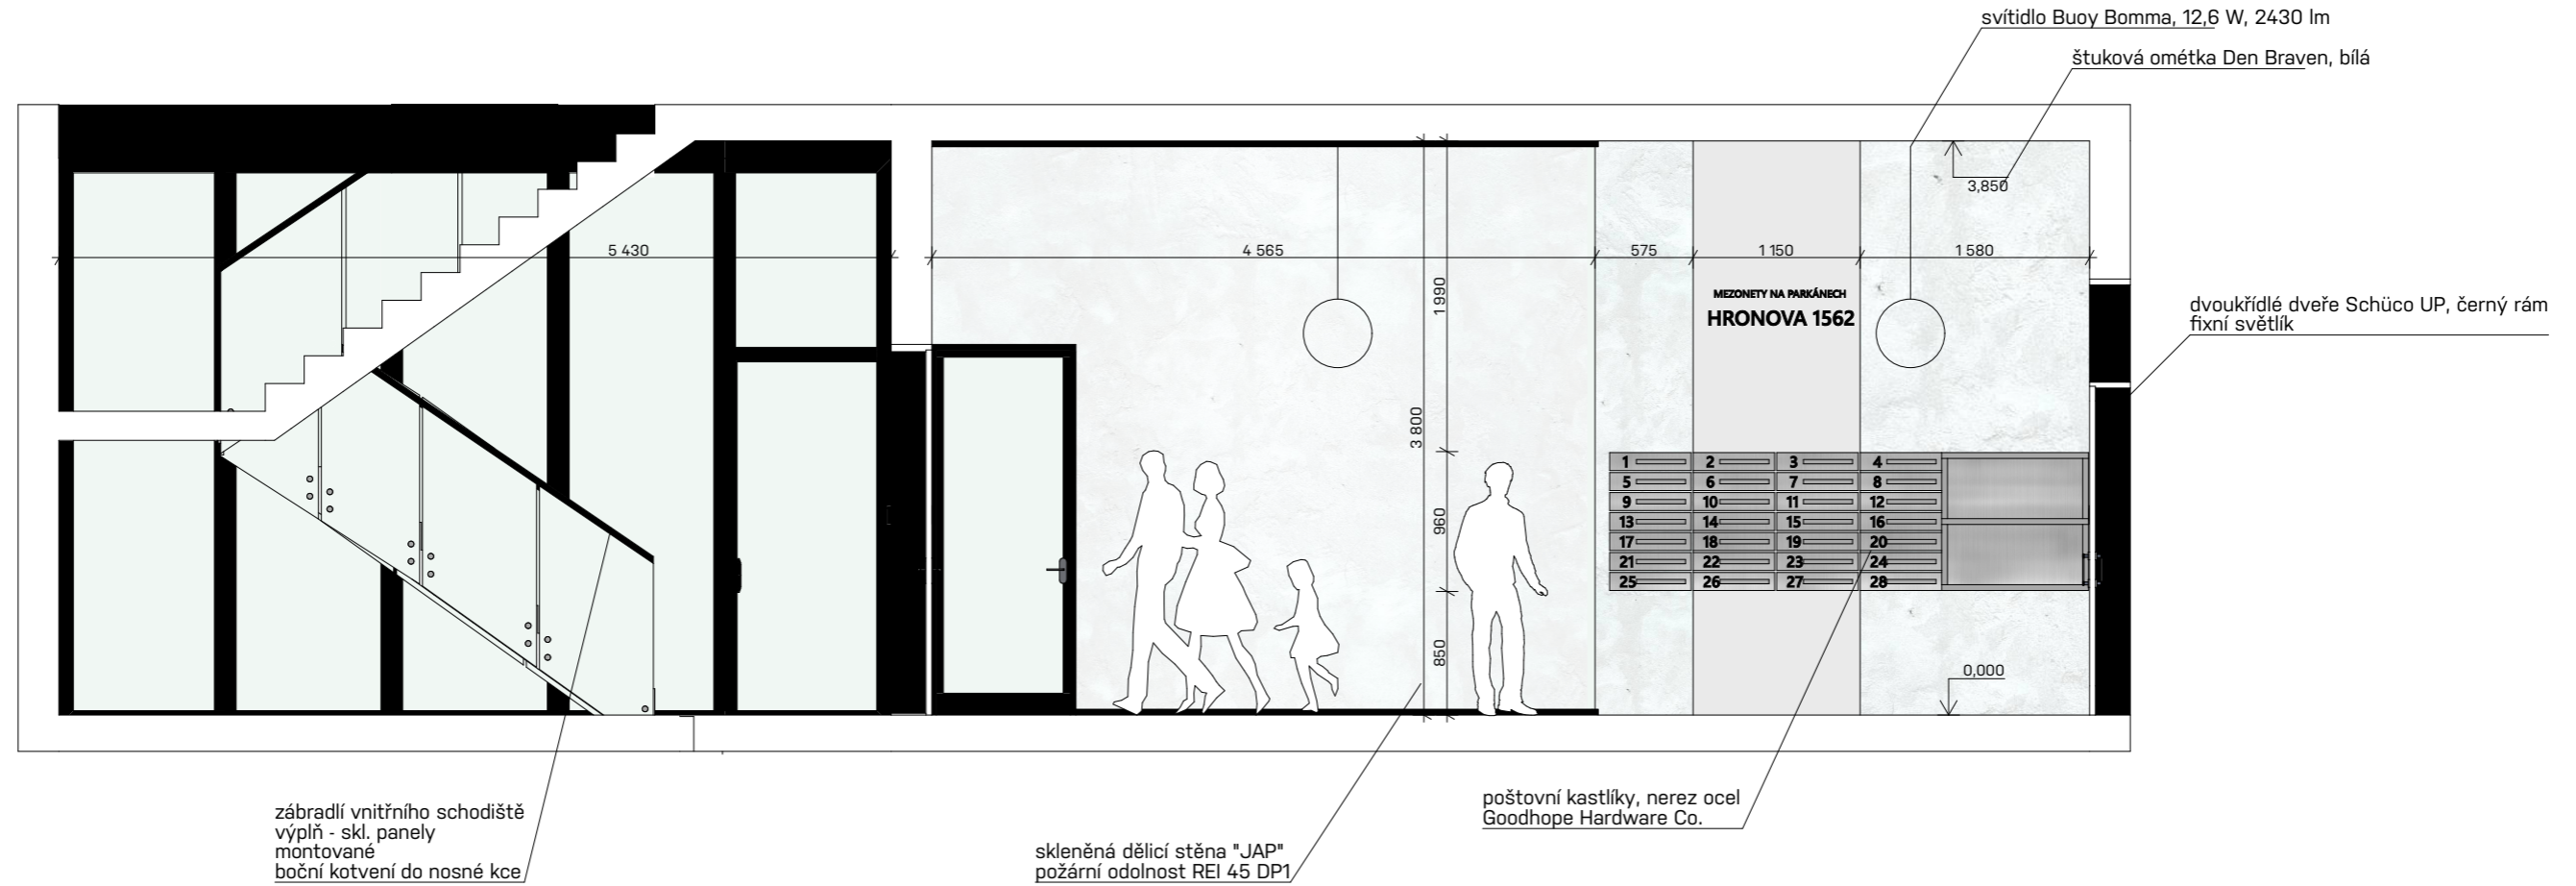 svítidlo Buoy Bomma, 12,6 W, 2430 lm
štuková ométka Den Braven, bílá
3,850
5 430
4 565
575
1 150
1 580
1 990
MEZONETY NA PARKÁNECH
HRONOVA 1562
dvoukřídlé dveře Schüco UP, černý rám
fixní světlík
3 800
960
850
1 2 3 4
5 6 7 8
9 10 11 12
13 14 15 16
17 18 19 20
21 22 23 24
25 26 27 28
0,000
zábradlí vnitřního schodiště
výplň - skl. panely
montované
boční kotvení do nosné kce
skleněná dělicí stěna "JAP"
požární odolnost REI 45 DP1
poštovní kastlíky, nerez ocel
Goodhope Hardware Co.